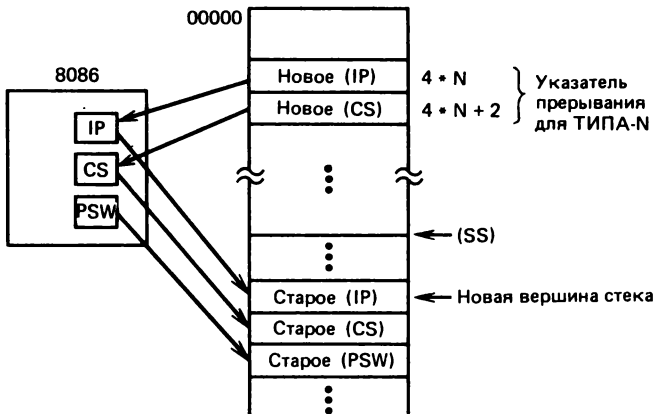 00000
8086
IP
CS
PSW
Новое (IP)
4 * N
Новое (CS)
4 * N + 2
Указатель
прерывания
для ТИПА-N
(SS)
Старое (IP)
Новая вершина стека
Старое (CS)
Старое (PSW)